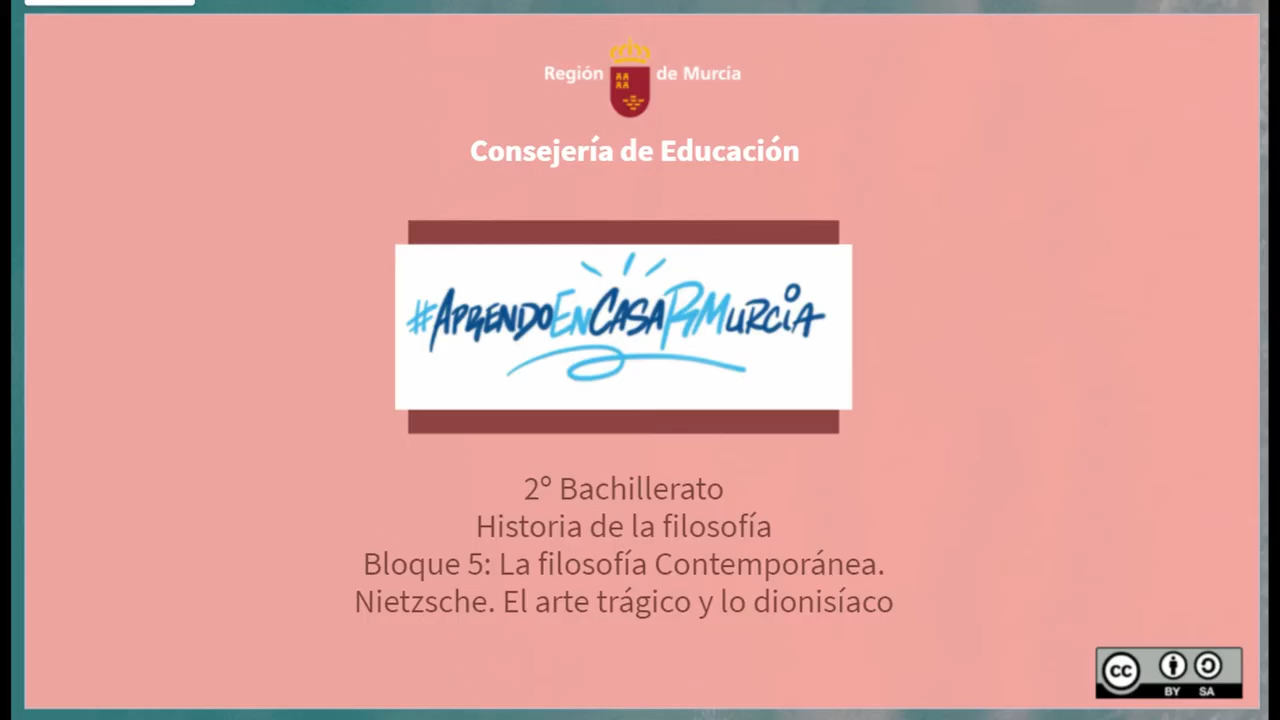 Región de Murcia
Consejería de Educación
#AprendoEnCasaRMurcia
2º Bachillerato
Historia de la filosofía
Bloque 5: La filosofía Contemporánea.
Nietzsche. El arte trágico y lo dionisíaco
cc
BY SA